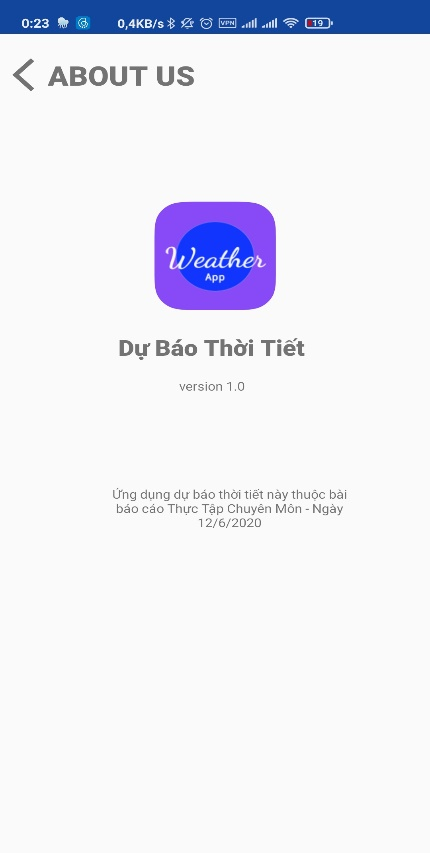 0:23 0,4KB/s VPN 19
ABOUT US
Weather
App
Dự Báo Thời Tiết
version 1.0
Ứng dụng dự báo thời tiết này thuộc bài
báo cáo Thực Tập Chuyên Môn - Ngày
12/6/2020